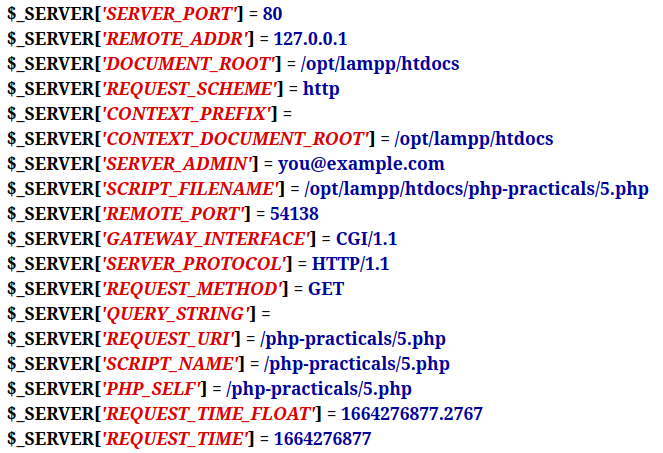 $_SERVER['SERVER_PORT'] = 80
$_SERVER['REMOTE_ADDR'] = 127.0.0.1
$_SERVER['DOCUMENT_ROOT'] = /opt/lampp/htdocs
$_SERVER['REQUEST_SCHEME'] = http
$_SERVER['CONTEXT_PREFIX'] =
$_SERVER['CONTEXT_DOCUMENT_ROOT'] = /opt/lampp/htdocs
$_SERVER['SERVER_ADMIN'] = you@example.com
$_SERVER['SCRIPT_FILENAME'] = /opt/lampp/htdocs/php-practicals/5.php
$_SERVER['REMOTE_PORT'] = 54138
$_SERVER['GATEWAY_INTERFACE'] = CGI/1.1
$_SERVER['SERVER_PROTOCOL'] = HTTP/1.1
$_SERVER['REQUEST_METHOD'] = GET
$_SERVER['QUERY_STRING'] =
$_SERVER['REQUEST_URI'] = /php-practicals/5.php
$_SERVER['SCRIPT_NAME'] = /php-practicals/5.php
$_SERVER['PHP_SELF'] = /php-practicals/5.php
$_SERVER['REQUEST_TIME_FLOAT'] = 1664276877.2767
$_SERVER['REQUEST_TIME'] = 1664276877